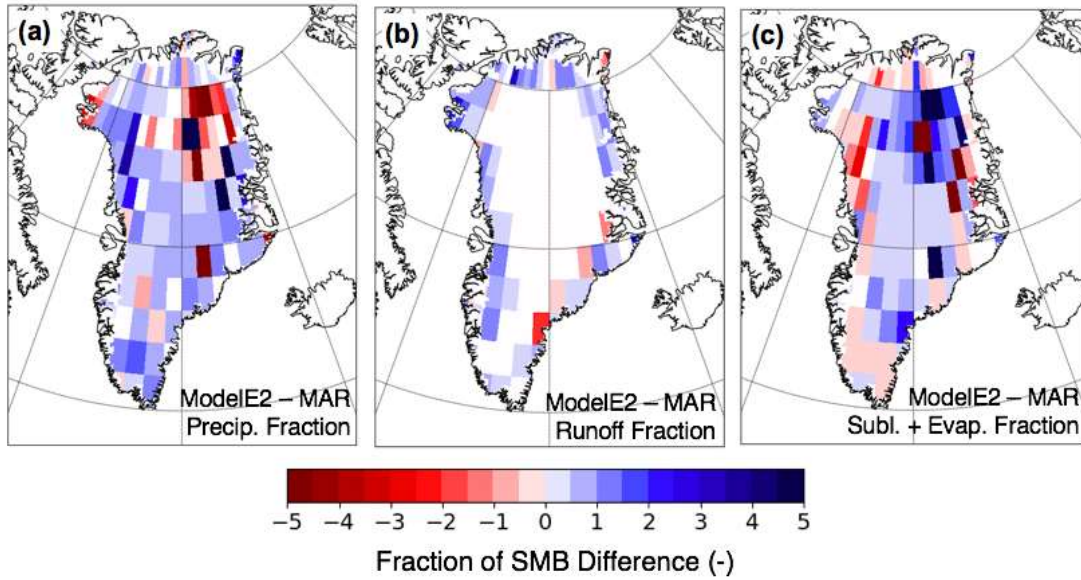 (a)
(b)
(c)
ModelE2 – MAR
Precip. Fraction
ModelE2 – MAR
Runoff Fraction
ModelE2 – MAR
Subl. + Evap. Fraction
−5 −4 −3 −2 −1 0 1 2 3 4 5
Fraction of SMB Difference (-)